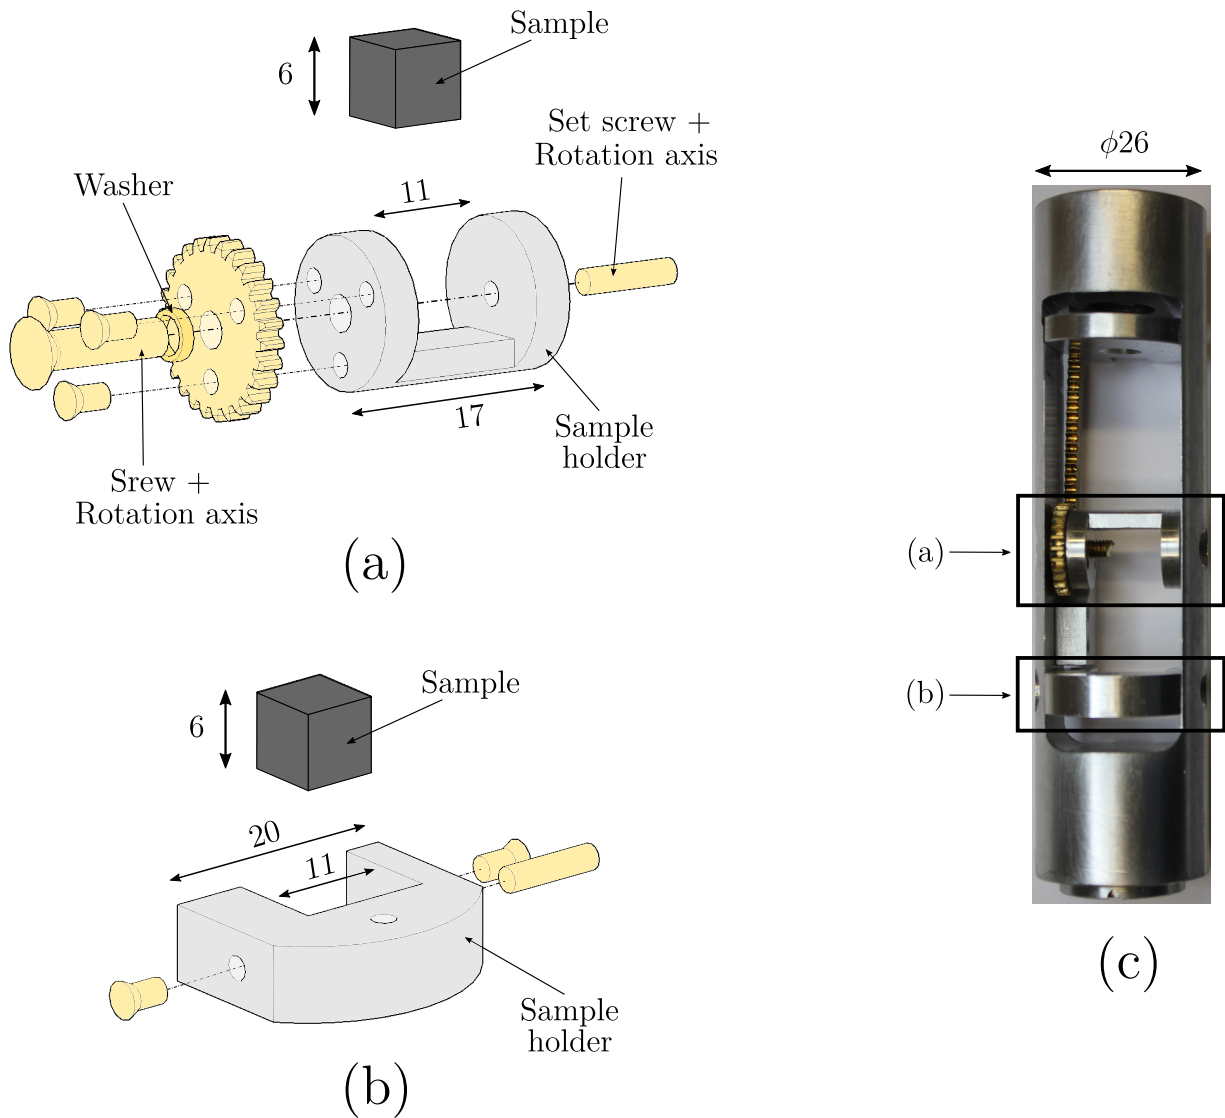 Sample
6
Set screw +
Rotation axis
Washer
11
17
Sample
holder
Srew +
Rotation axis
(a)
Sample
6
20
11
Sample
holder
(b)
ϕ26
(a)
(b)
(c)